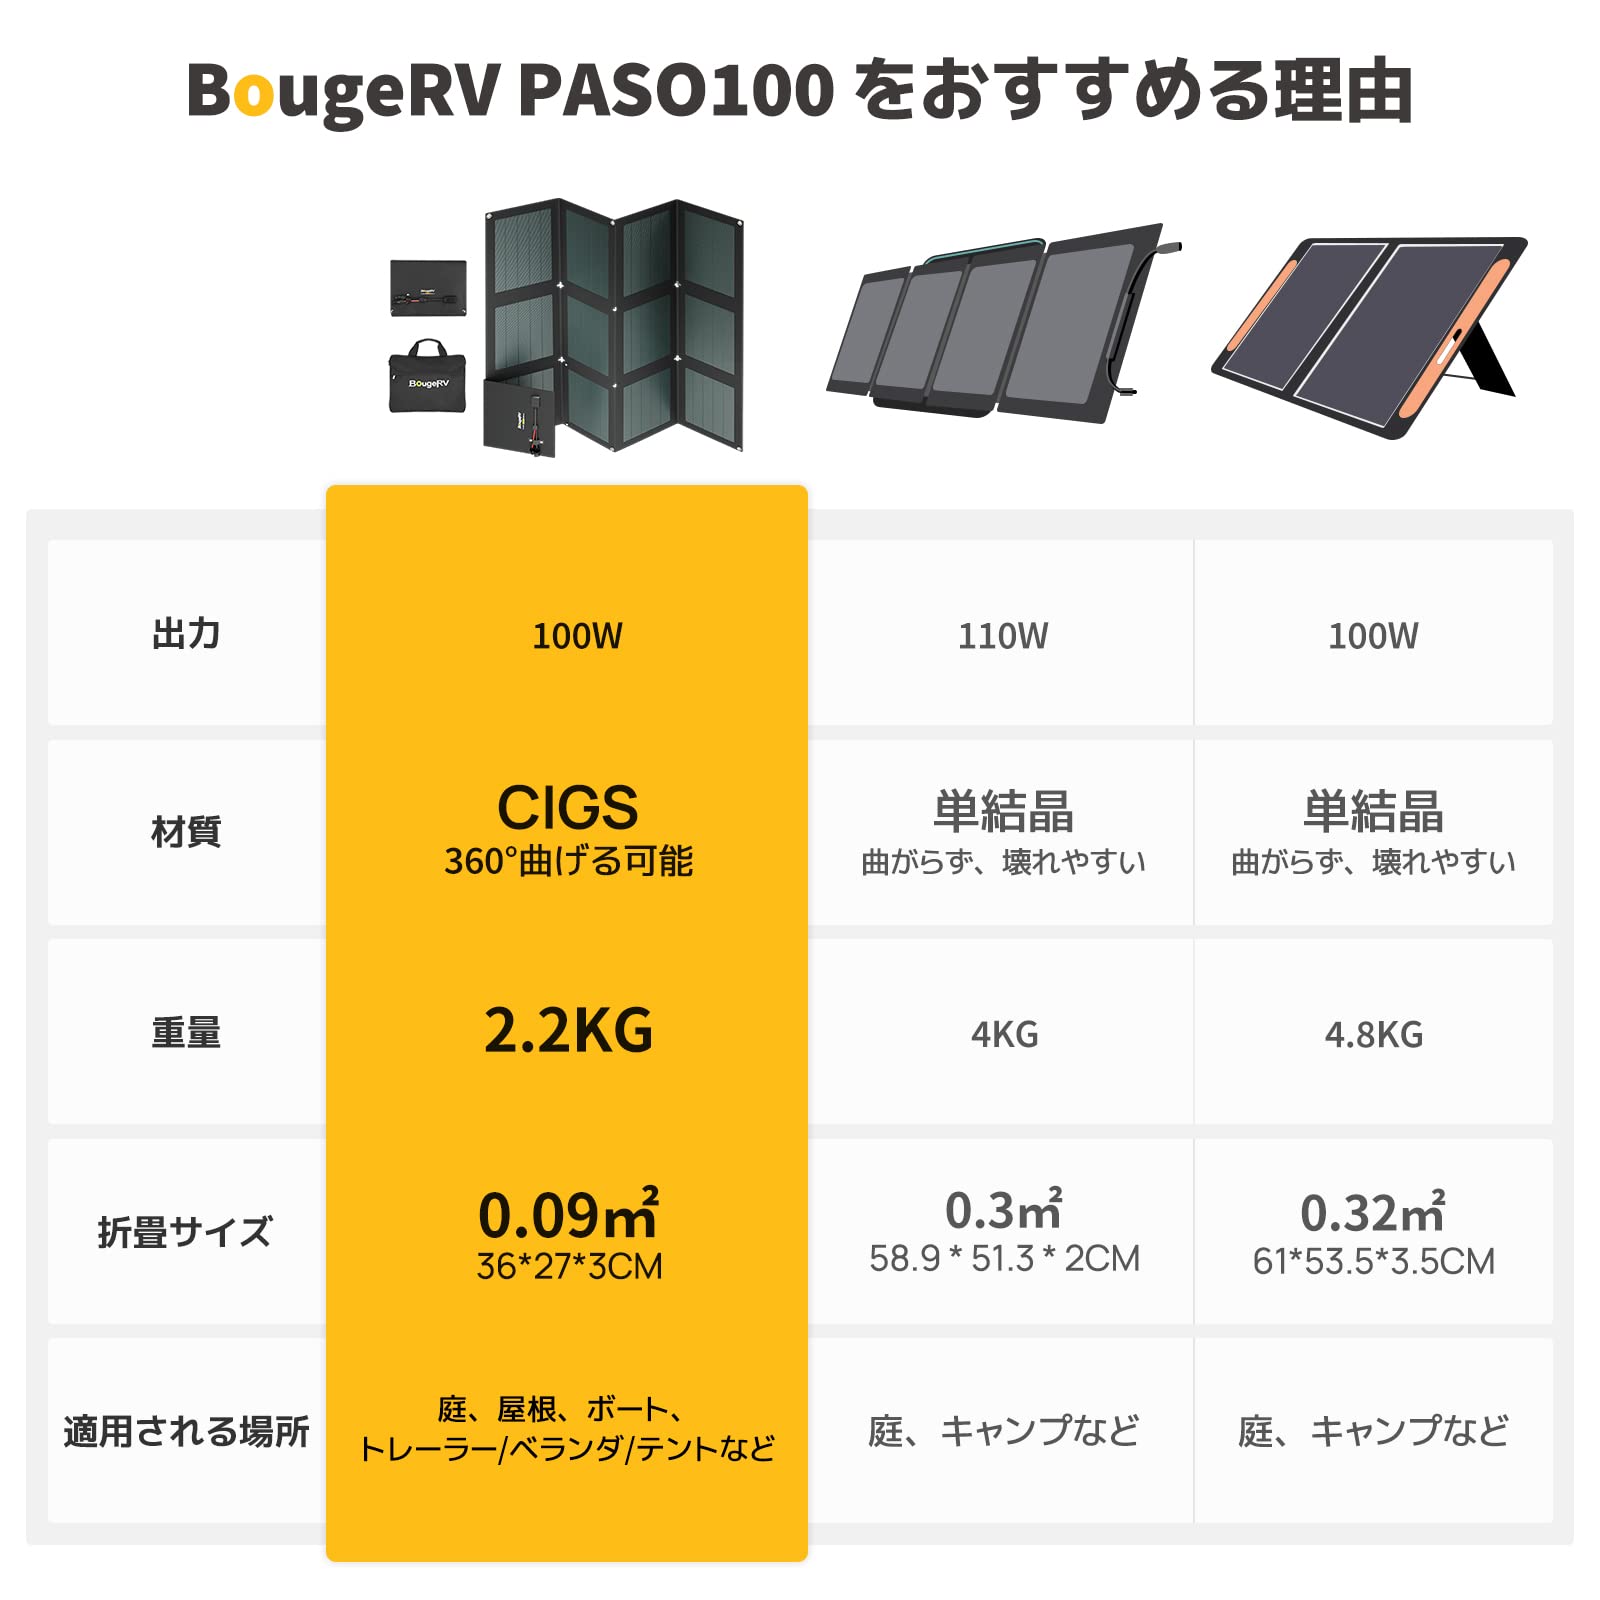 BougeRV PASO100 をおすすめる理由
BougeRV
出力
100W
110W
100W
材質
CIGS
360°曲げる可能
単結晶
曲がらず、壊れやすい
単結晶
曲がらず、壊れやすい
重量
2.2KG
4KG
4.8KG
折畳サイズ
0.09㎡
36*27*3CM
0.3㎡
58.9 * 51.3 * 2CM
0.32㎡
61*53.5*3.5CM
適用される場所
庭、屋根、ボート、
トレーラー/ベランダ/テントなど
庭、キャンプなど
庭、キャンプなど